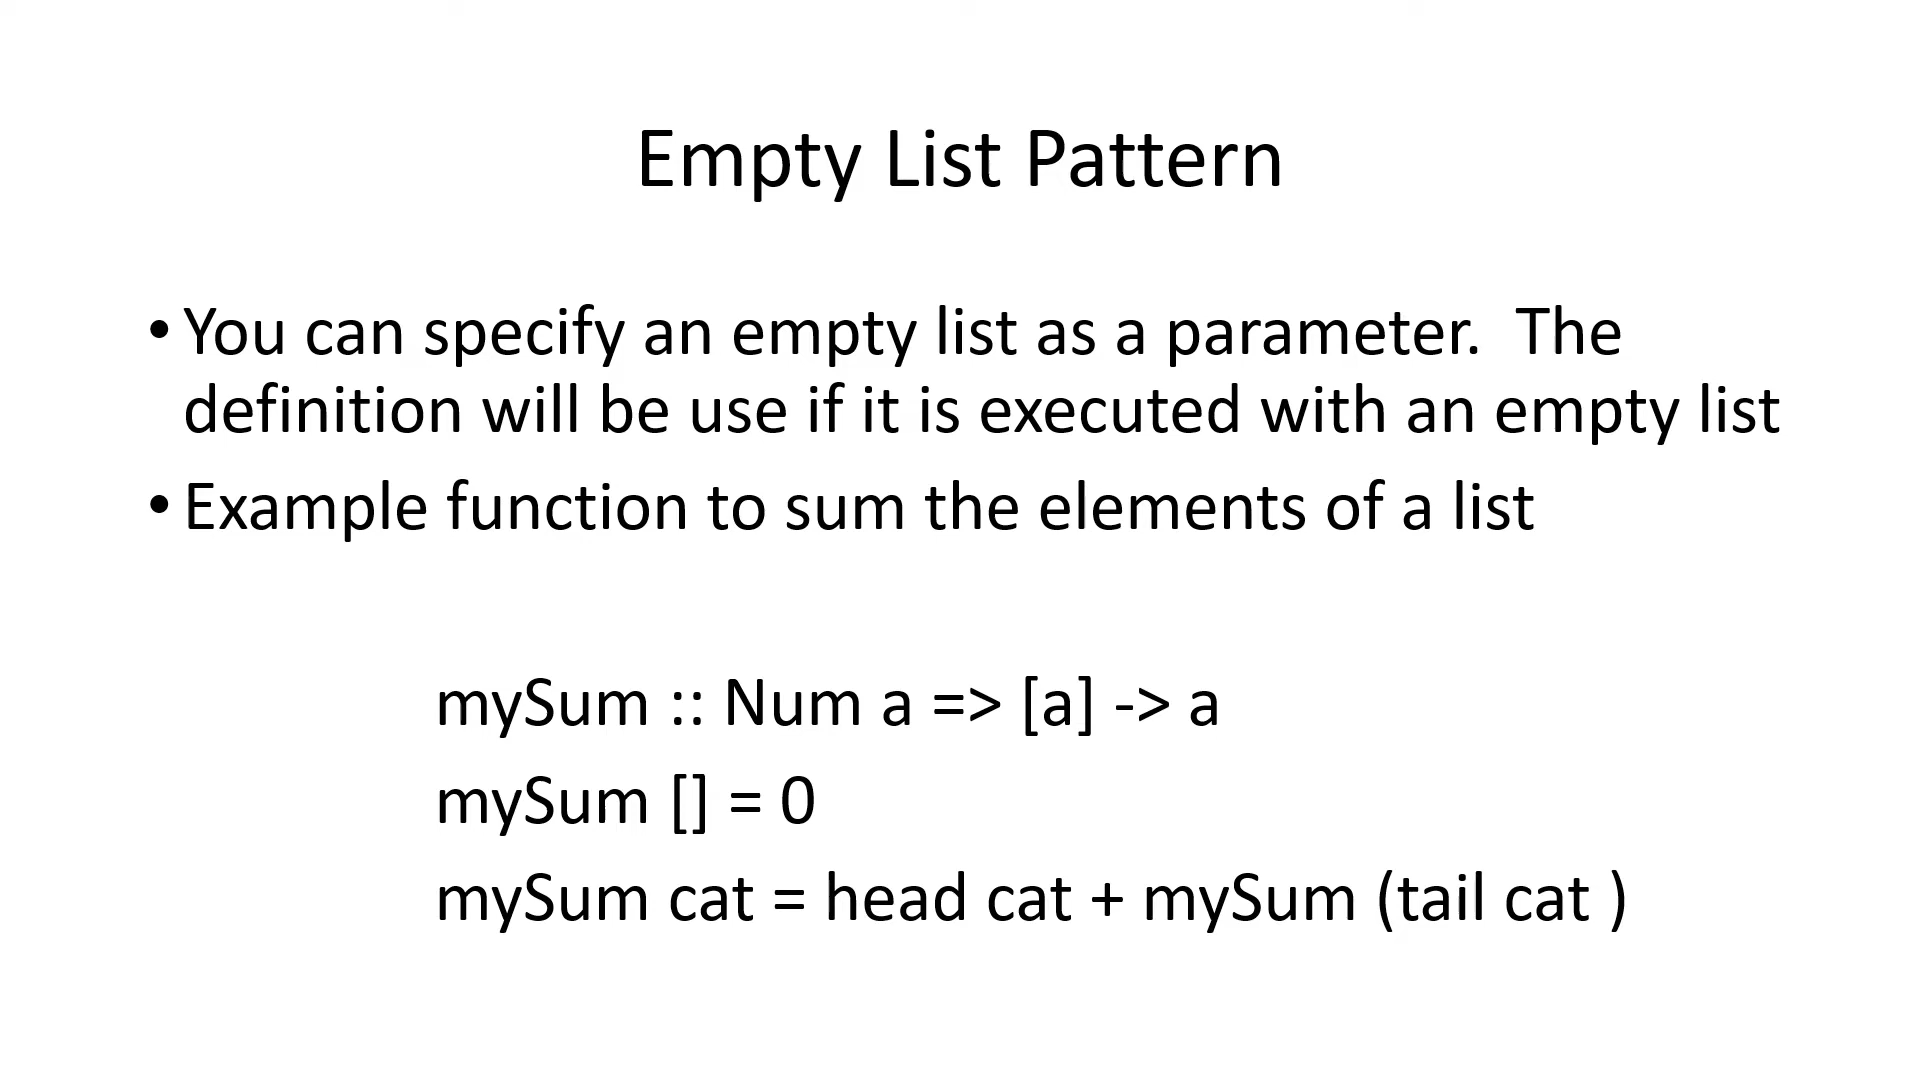 Empty List Pattern
• You can specify an empty list as a parameter.  The
definition will be use if it is executed with an empty list
• Example function to sum the elements of a list
mySum :: Num a => [a] -> a
mySum [] = 0
mySum cat = head cat + mySum (tail cat )